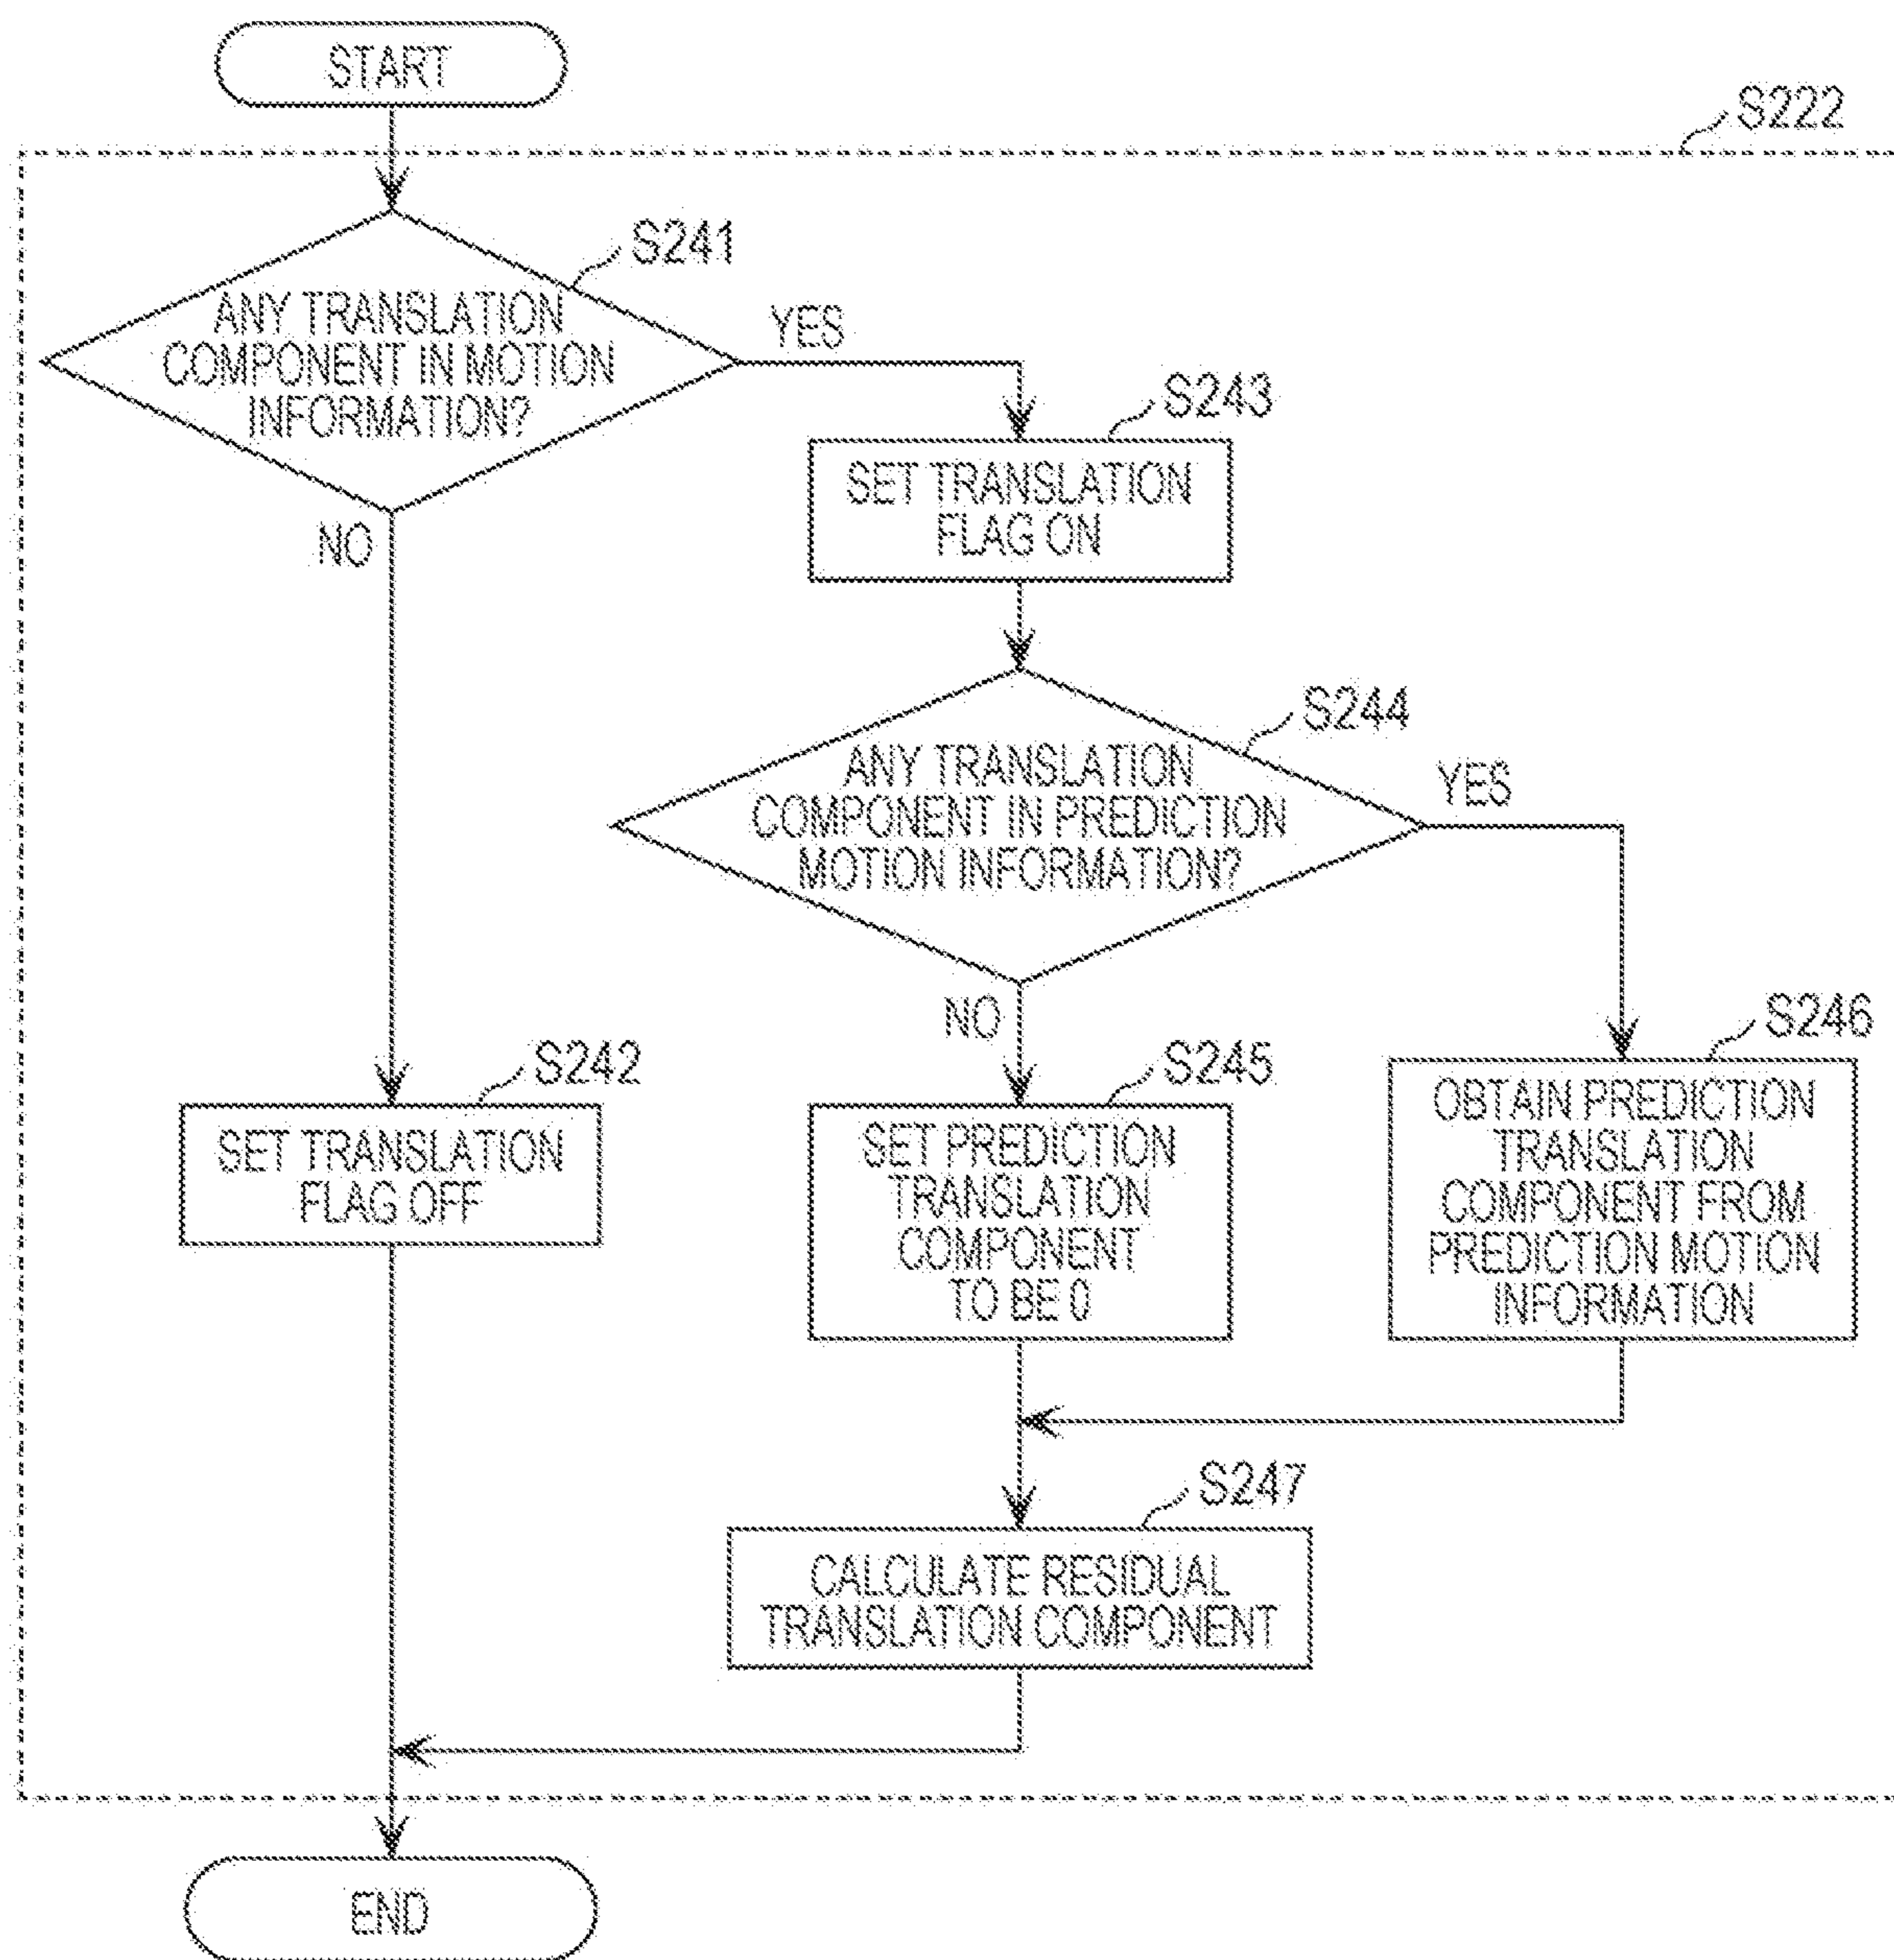 START
S222
S241
ANY TRANSLATION
COMPONENT IN MOTION
INFORMATION?
YES
NO
S243
SET TRANSLATION
FLAG ON
S244
ANY TRANSLATION
COMPONENT IN PREDICTION
MOTION INFORMATION?
YES
NO
S242
SET TRANSLATION
FLAG OFF
S245
SET PREDICTION
TRANSLATION
COMPONENT
TO BE 0
S246
OBTAIN PREDICTION
TRANSLATION
COMPONENT FROM
PREDICTION MOTION
INFORMATION
S247
CALCULATE RESIDUAL
TRANSLATION COMPONENT
END